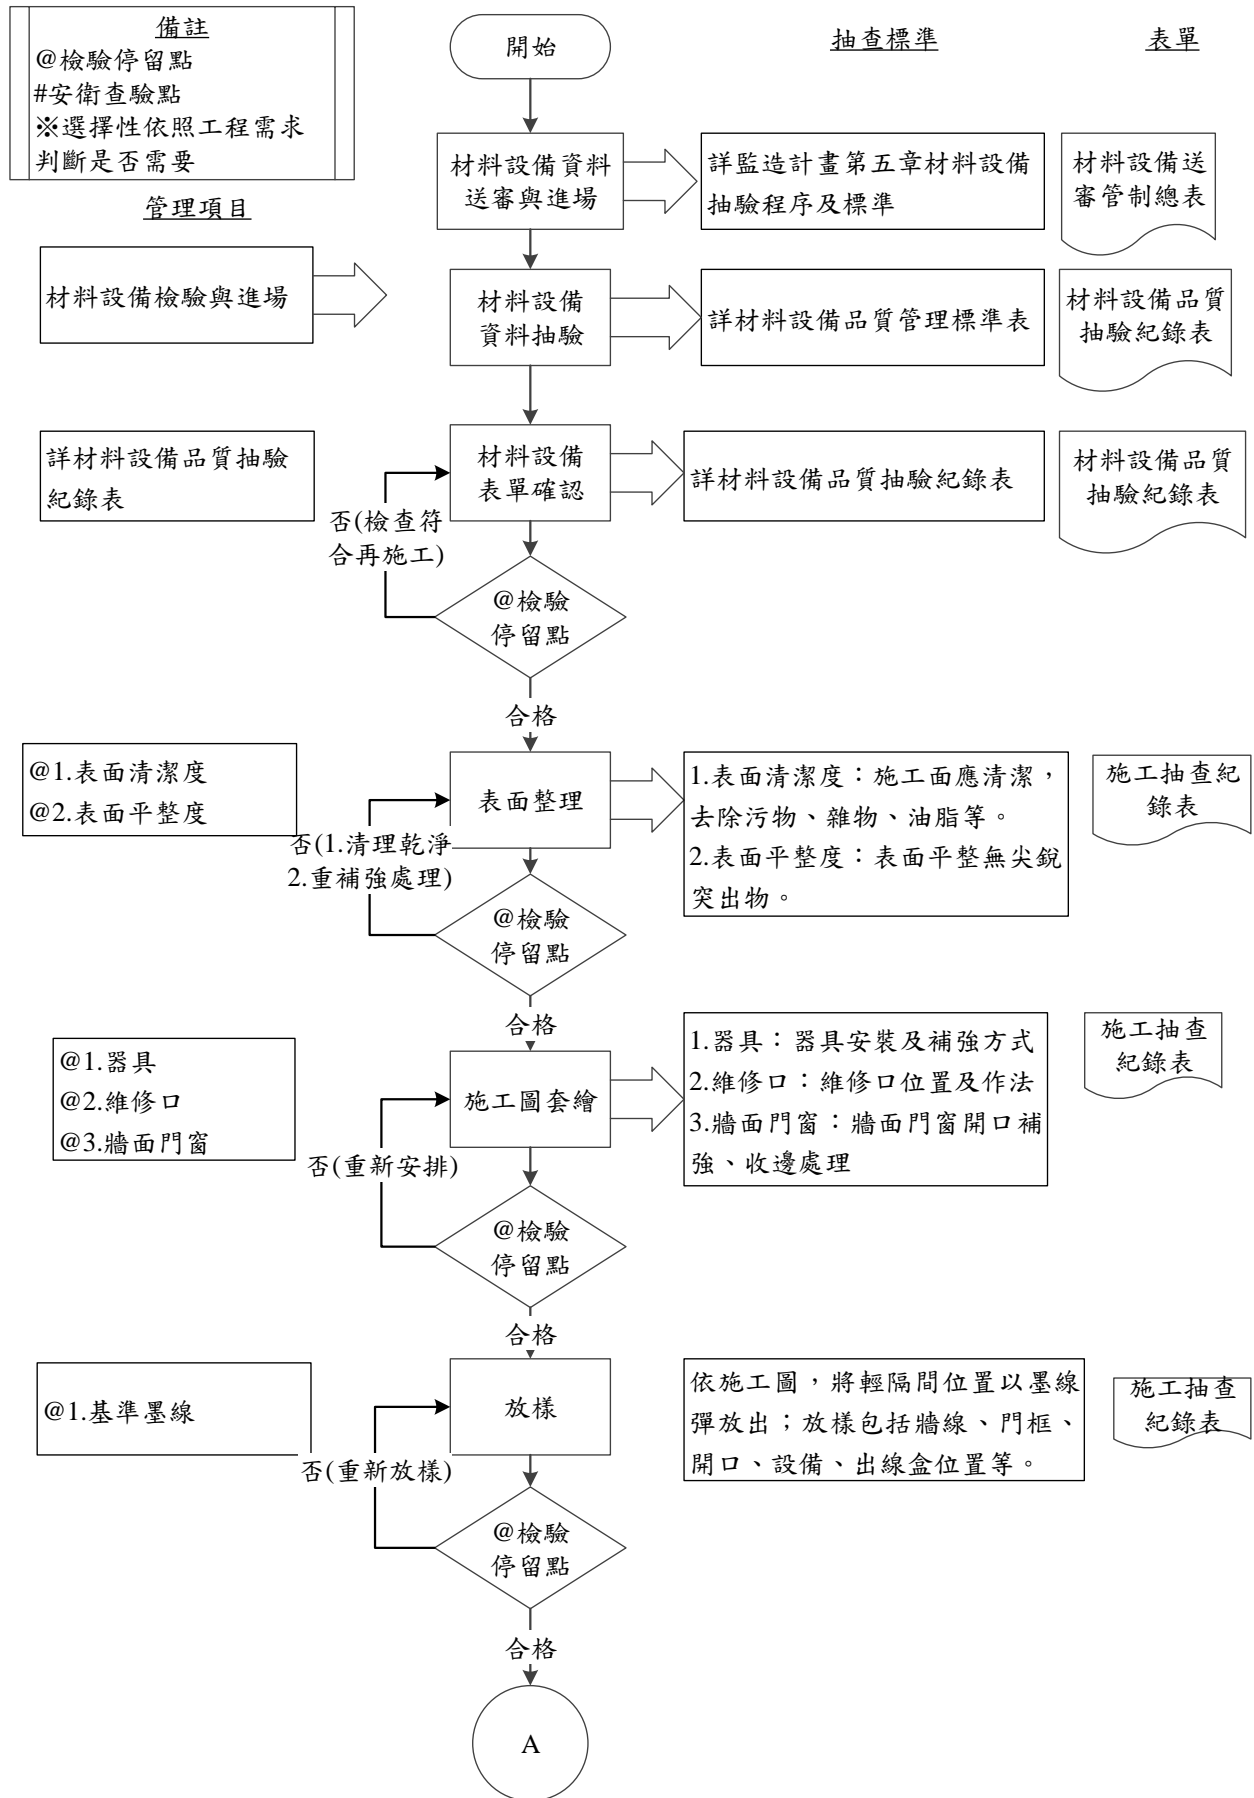 備註
@檢驗停留點
#安衛查驗點
※選擇性依照工程需求
判斷是否需要
開始
抽查標準
表單
管理項目
材料設備資料
送審與進場
詳監造計畫第五章材料設備
抽驗程序及標準
材料設備送
審管制總表
材料設備檢驗與進場
材料設備
資料抽驗
詳材料設備品質管理標準表
材料設備品質
抽驗紀錄表
詳材料設備品質抽驗
紀錄表
材料設備
表單確認
詳材料設備品質抽驗紀錄表
材料設備品質
抽驗紀錄表
否(檢查符
合再施工)
@檢驗
停留點
合格
@1.表面清潔度
@2.表面平整度
表面整理
1.表面清潔度：施工面應清潔，
去除污物、雜物、油脂等。
2.表面平整度：表面平整無尖銳
突出物。
施工抽查紀
錄表
否(1.清理乾淨
2.重補強處理)
@檢驗
停留點
合格
@1.器具
@2.維修口
@3.牆面門窗
施工圖套繪
1.器具：器具安裝及補強方式
2.維修口：維修口位置及作法
3.牆面門窗：牆面門窗開口補
強、收邊處理
施工抽查
紀錄表
否(重新安排)
@檢驗
停留點
合格
@1.基準墨線
放樣
依施工圖，將輕隔間位置以墨線
彈放出；放樣包括牆線、門框、
開口、設備、出線盒位置等。
施工抽查
紀錄表
否(重新放樣)
@檢驗
停留點
合格
A